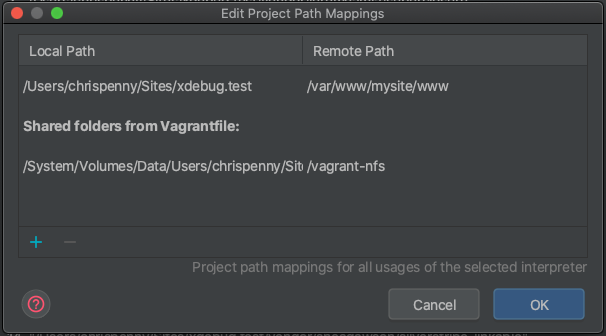 Edit Project Path Mappings
Local Path Remote Path
/Users/chrispenny/Sites/xdebug.test /var/www/mysite/www
Shared folders from Vagrantfile:
/System/Volumes/Data/Users/chrispenny/Sit /vagrant-nfs
+ −
Project path mappings for all usages of the selected interpreter
? Cancel OK